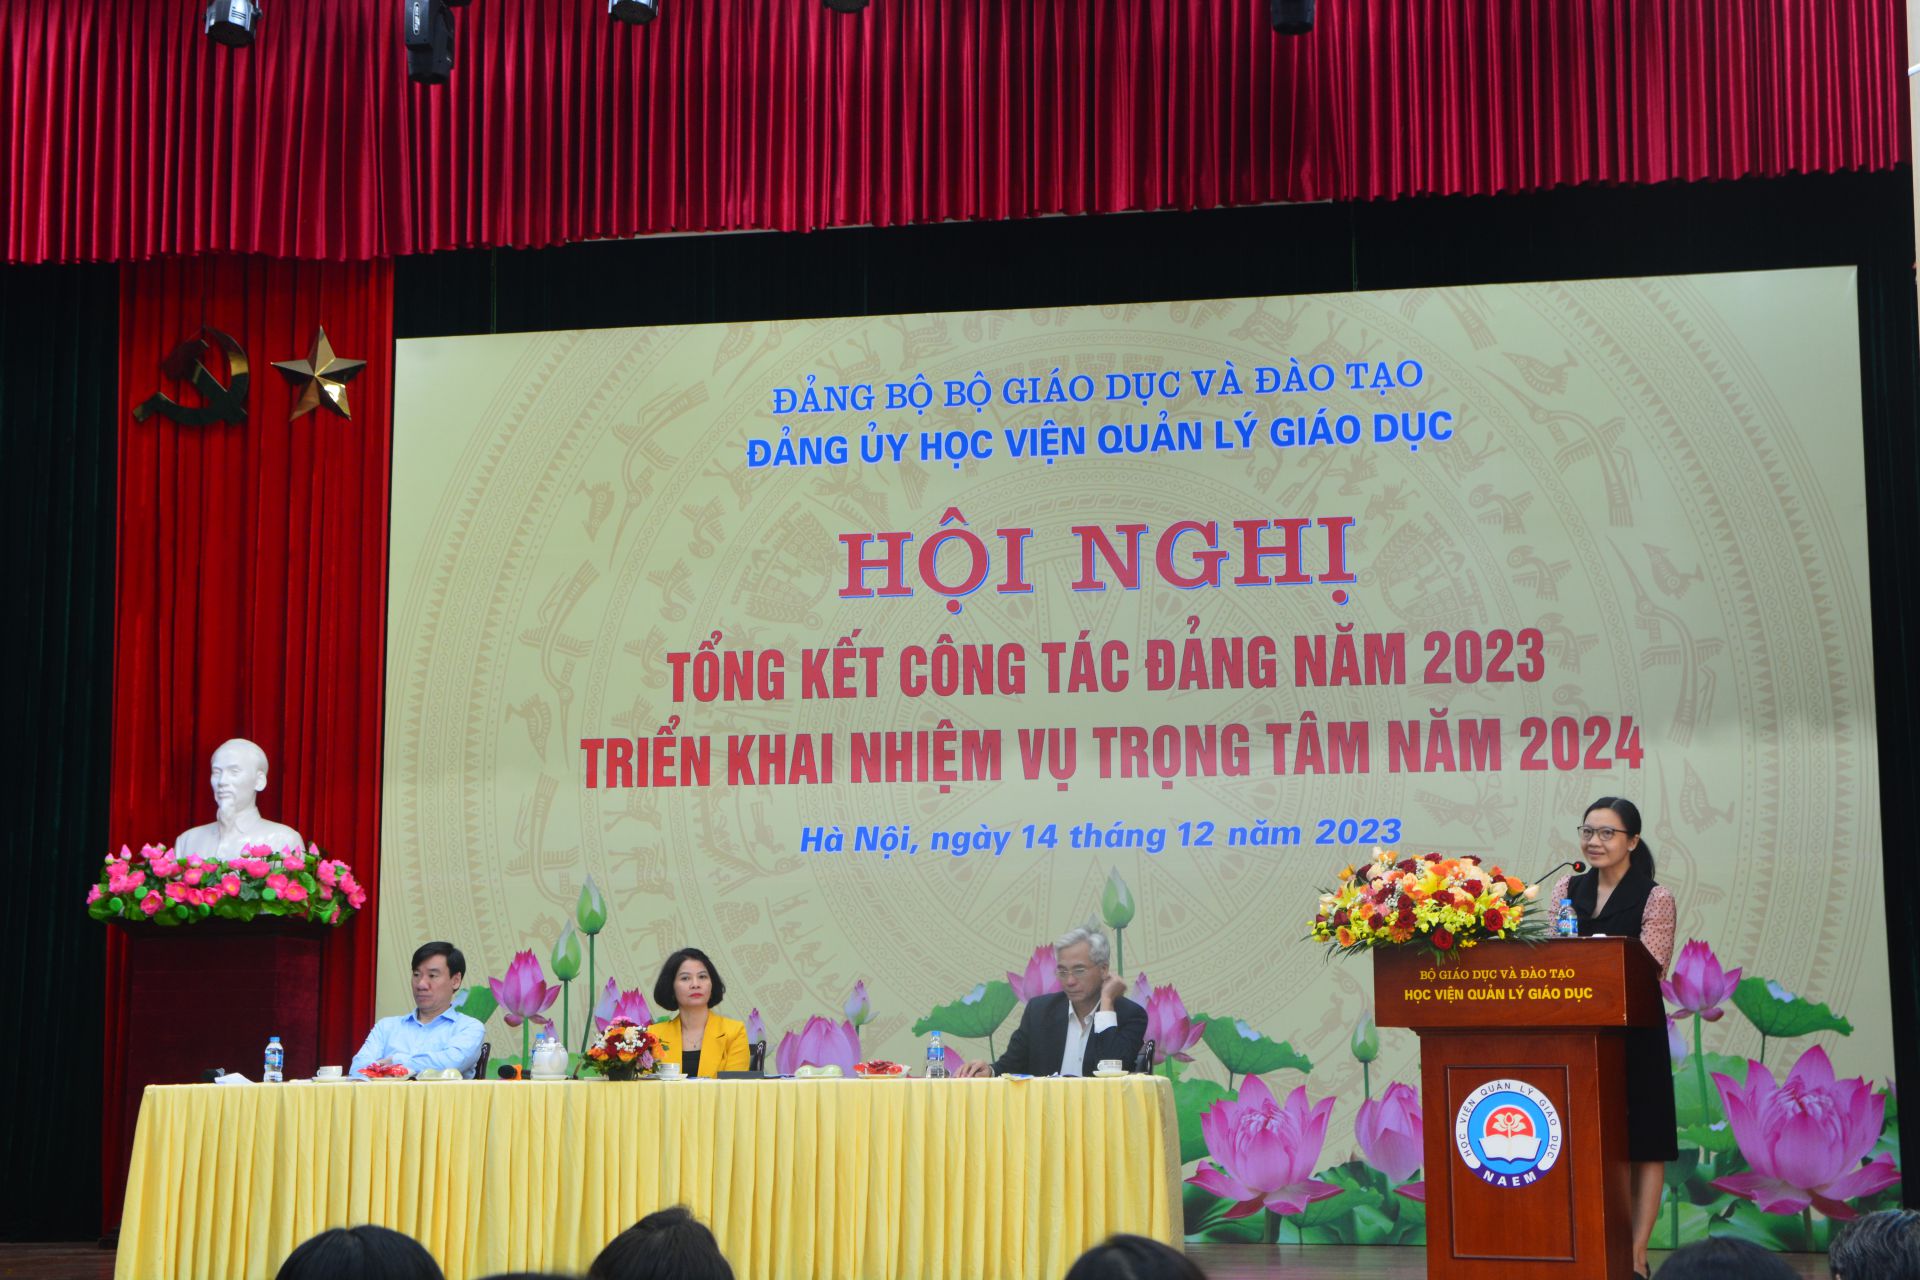 ĐẢNG BỘ BỘ GIÁO DỤC VÀ ĐÀO TẠO
ĐẢNG ỦY HỌC VIỆN QUẢN LÝ GIÁO DỤC
HỘI NGHỊ
TỔNG KẾT CÔNG TÁC ĐẢNG NĂM 2023
TRIỂN KHAI NHIỆM VỤ TRỌNG TÂM NĂM 2024
Hà Nội, ngày 14 tháng 12 năm 2023
BỘ GIÁO DỤC VÀ ĐÀO TẠO
HỌC VIỆN QUẢN LÝ GIÁO DỤC
HỌC VIỆN QUẢN LÝ GIÁO DỤC
NAEM